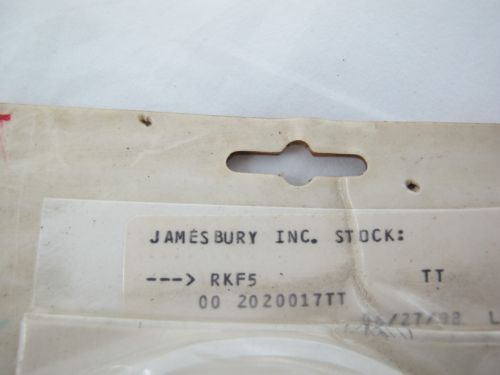 JAMESBURY INC. STOCK:
---> RKF5 TT
00 2020017TT